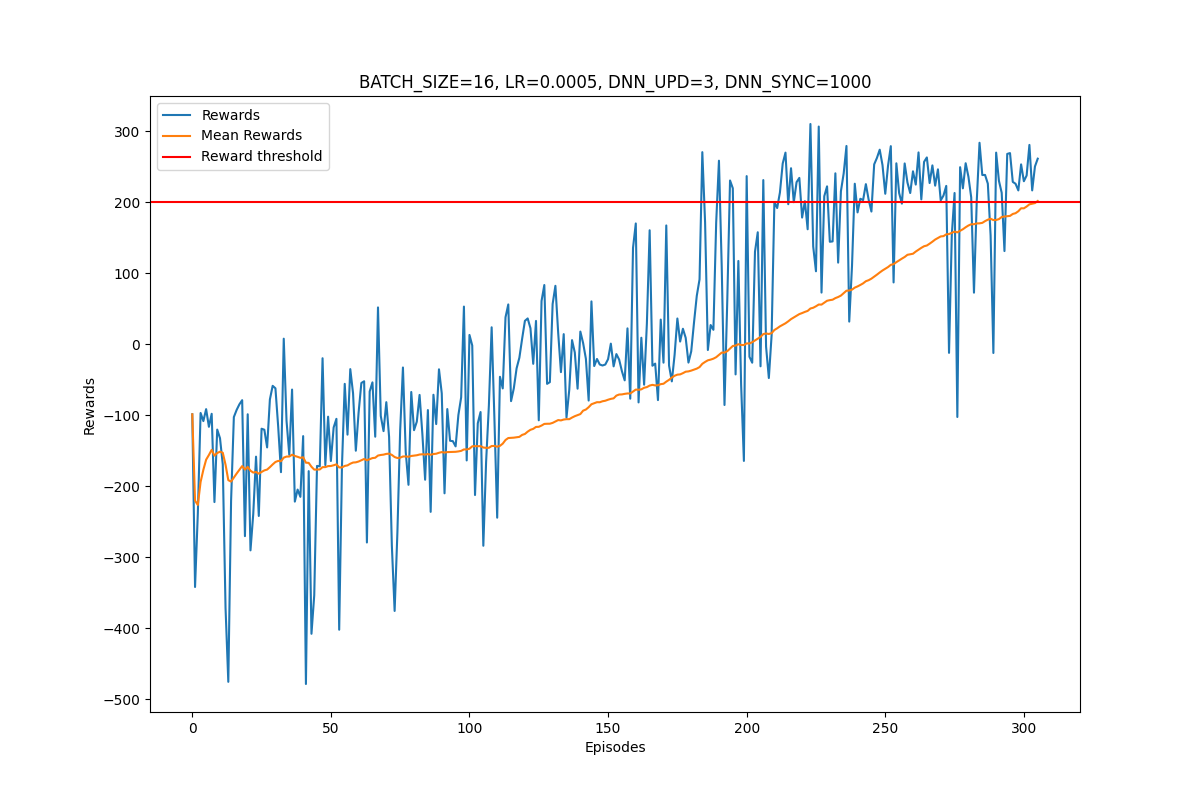 BATCH_SIZE=16, LR=0.0005, DNN_UPD=3, DNN_SYNC=1000
Rewards
Mean Rewards
Reward threshold
300
200
100
0
−100
−200
−300
−400
−500
Rewards
0
50
100
150
200
250
300
Episodes